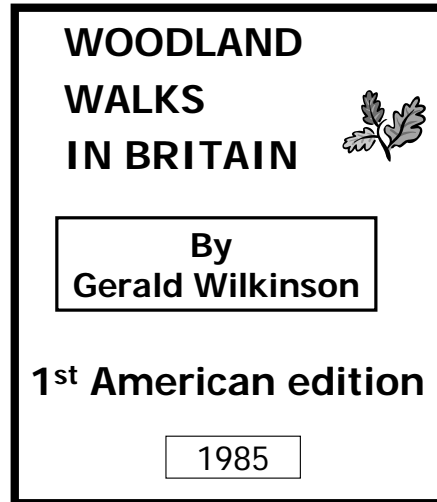 WOODLAND
WALKS
IN BRITAIN
By
Gerald Wilkinson
1st American edition
1985